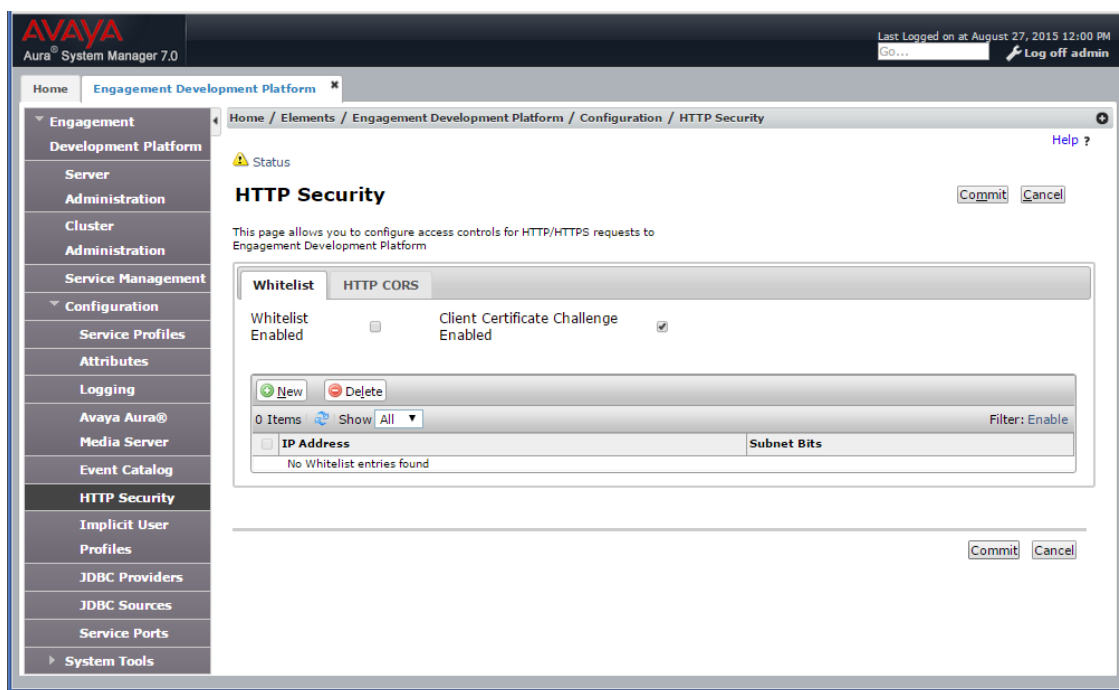 AVAYA
Aura® System Manager 7.0
Last Logged on at August 27, 2015 12:00 PM
Go...
Log off admin
Home
Engagement Development Platform
Engagement
Development Platform
Server
Administration
Cluster
Administration
Service Management
Configuration
Service Profiles
Attributes
Logging
Avaya Aura®
Media Server
Event Catalog
HTTP Security
Implicit User
Profiles
JDBC Providers
JDBC Sources
Service Ports
System Tools
Home / Elements / Engagement Development Platform / Configuration / HTTP Security
Help ?
Status
HTTP Security
Commit Cancel
This page allows you to configure access controls for HTTP/HTTPS requests to
Engagement Development Platform
Whitelist HTTP CORS
Whitelist
Enabled
Client Certificate Challenge
Enabled
New Delete
0 Items Show All
Filter: Enable
IP Address Subnet Bits
No Whitelist entries found
Commit Cancel